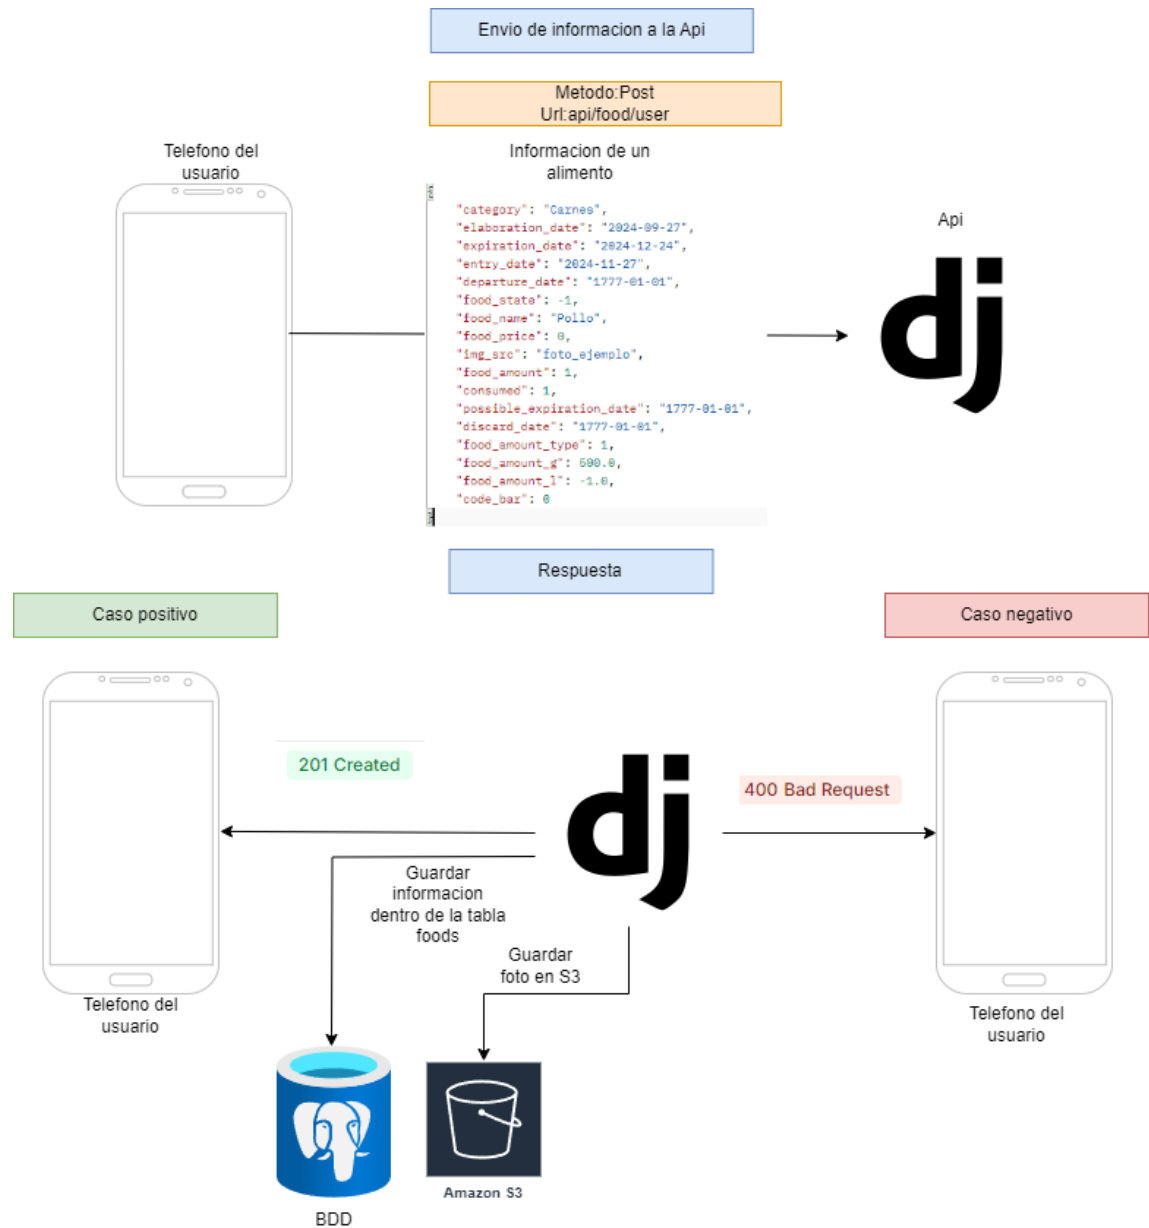 Envio de informacion a la Api
Metodo:Post
Url:api/food/user
Telefono del
usuario
Informacion de un
alimento
"category": "Carnes",
"elaboration_date": "2024-09-27",
"expiration_date": "2024-12-24",
"entry_date": "2024-11-27",
"departure_date": "1777-01-01",
"food_state": -1,
"food_name": "Pollo",
"food_price": 0,
"img_src": "foto_ejemplo",
"food_amount": 1,
"consumed": 1,
"possible_expiration_date": "1777-01-01",
"discard_date": "1777-01-01",
"food_amount_type": 1,
"food_amount_g": 500.0,
"food_amount_l": -1.0,
"code_bar": 0
Api
dj
Respuesta
Caso positivo
Caso negativo
201 Created
dj
400 Bad Request
Guardar
informacion
dentro de la tabla
foods
Guardar
foto en S3
Telefono del
usuario
Telefono del
usuario
Amazon S3
BDD